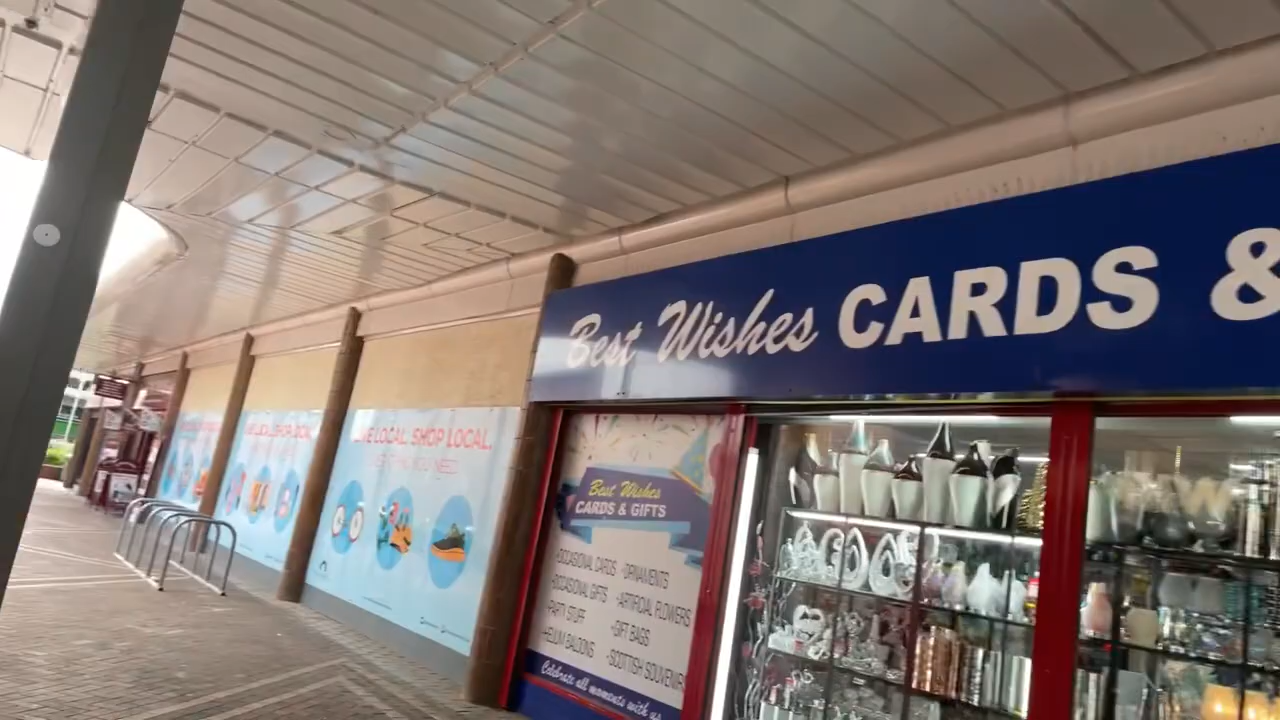 Best Wishes CARDS &
LIVE LOCAL. SHOP LOCAL.
Best Wishes
CARDS & GIFTS
•OCCASIONAL CARDS
•OCCASIONAL GIFTS
•PARTY STUFF
•HELIUM BALOONS
•ORNAMENTS
•ARTIFICIAL FLOWERS
•GIFT BAGS
•SCOTTISH SOUVENIRS
Celebrate all moments with us